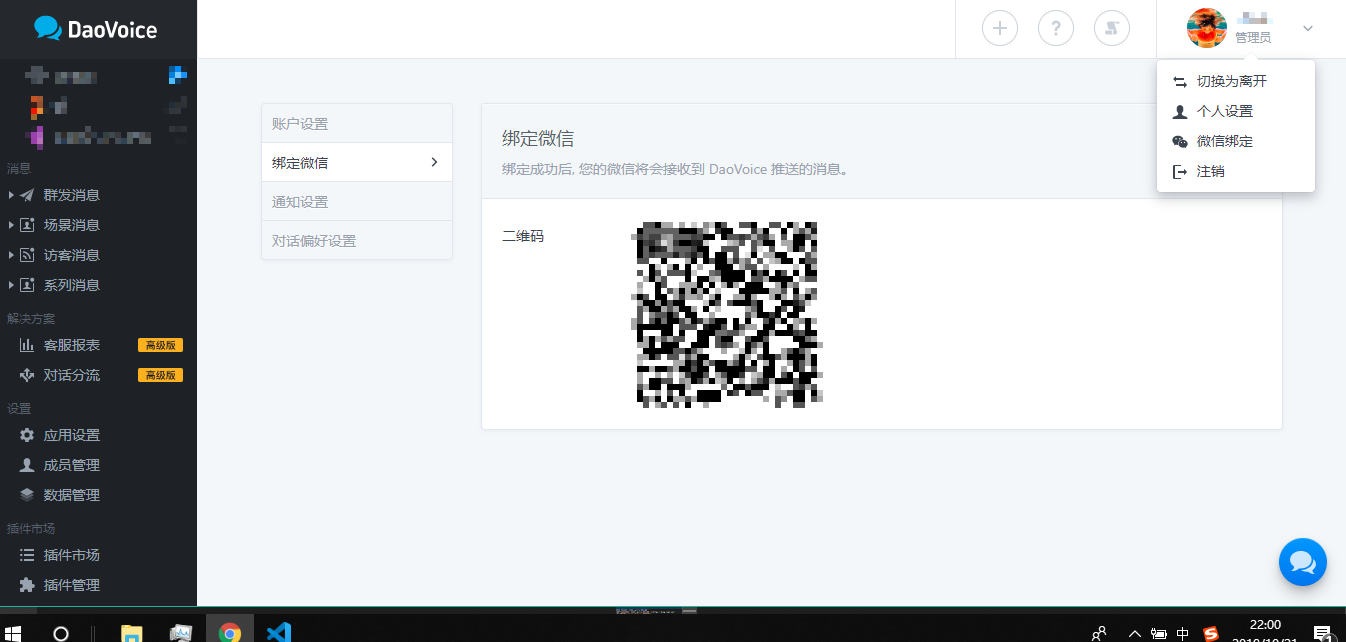 DaoVoice
?
管理员
切换为离开
个人设置
微信绑定
注销
消息
群发消息
场景消息
访客消息
系列消息
解决方案
客服报表 高级版
对话分流 高级版
设置
应用设置
成员管理
数据管理
插件市场
插件市场
插件管理
账户设置
绑定微信
通知设置
对话偏好设置
绑定微信
绑定成功后, 您的微信将会接收到 DaoVoice 推送的消息。
二维码
中
22:00